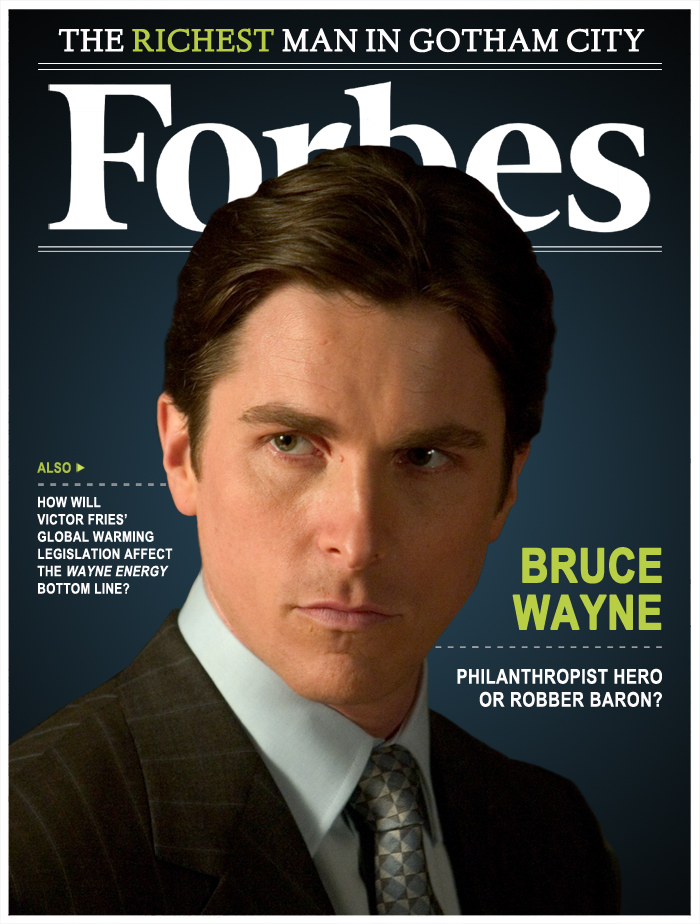 THE RICHEST MAN IN GOTHAM CITY
Forbes
ALSO ▶
HOW WILL
VICTOR FRIES'
GLOBAL WARMING
LEGISLATION AFFECT
THE WAYNE ENERGY
BOTTOM LINE?
BRUCE
WAYNE
PHILANTHROPIST HERO
OR ROBBER BARON?